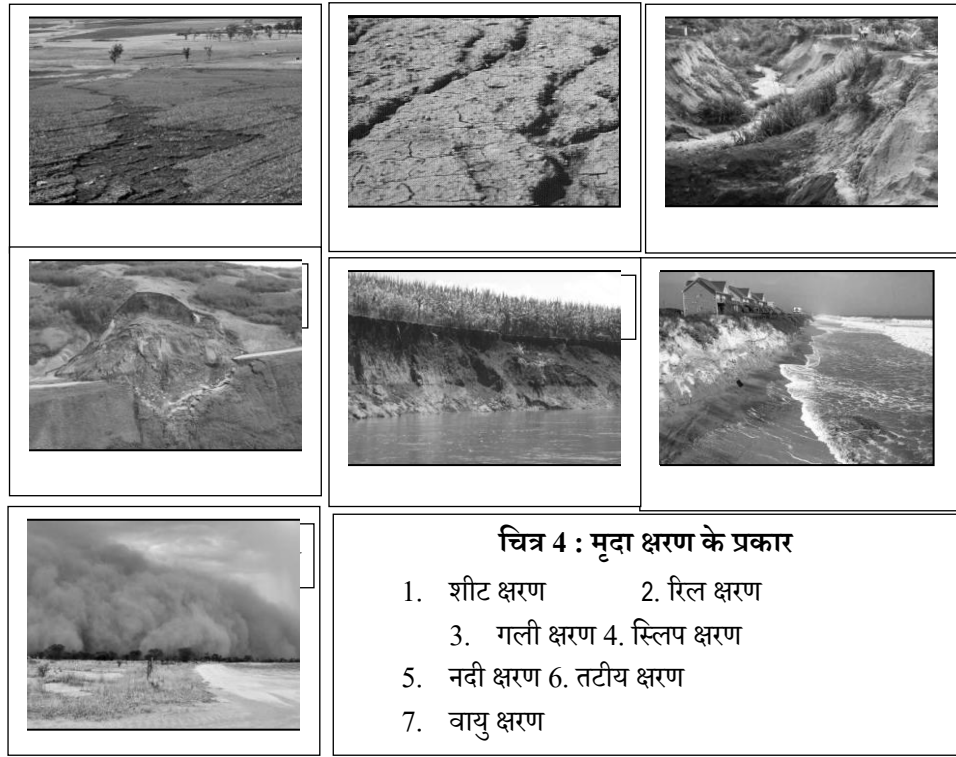 चित्र 4 : मृदा क्षरण के प्रकार
1. शीट क्षरण 2. रिल क्षरण
3. गली क्षरण 4. स्लिप क्षरण
5. नदी क्षरण 6. तटीय क्षरण
7. वायु क्षरण